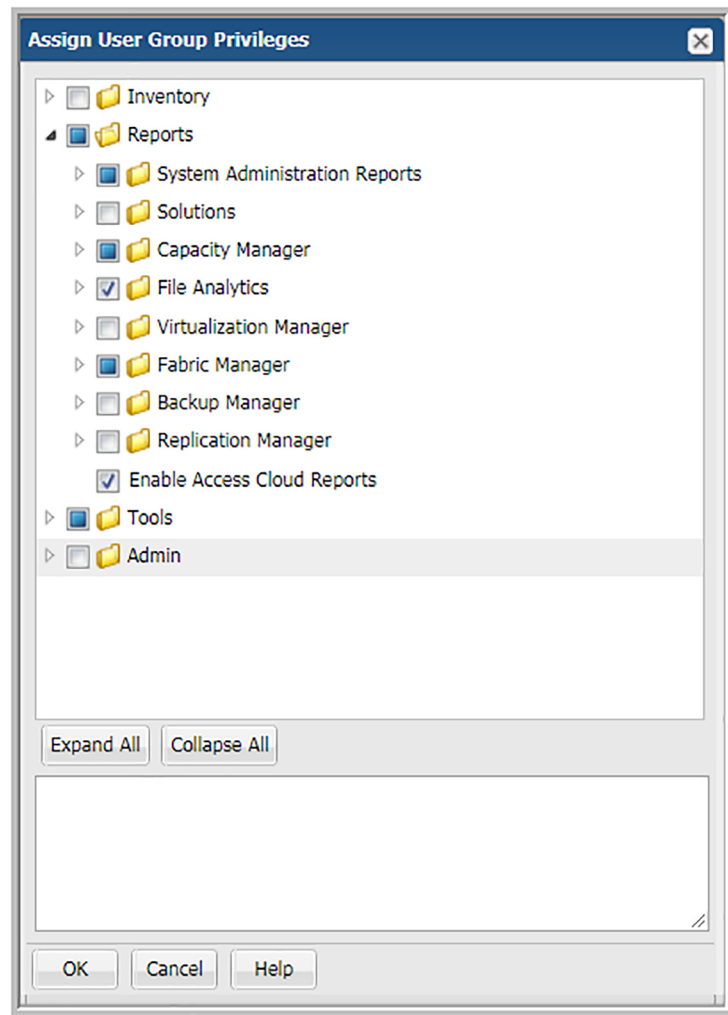 Assign User Group Privileges
Inventory
Reports
System Administration Reports
Solutions
Capacity Manager
File Analytics
Virtualization Manager
Fabric Manager
Backup Manager
Replication Manager
Enable Access Cloud Reports
Tools
Admin
Expand All Collapse All
OK Cancel Help